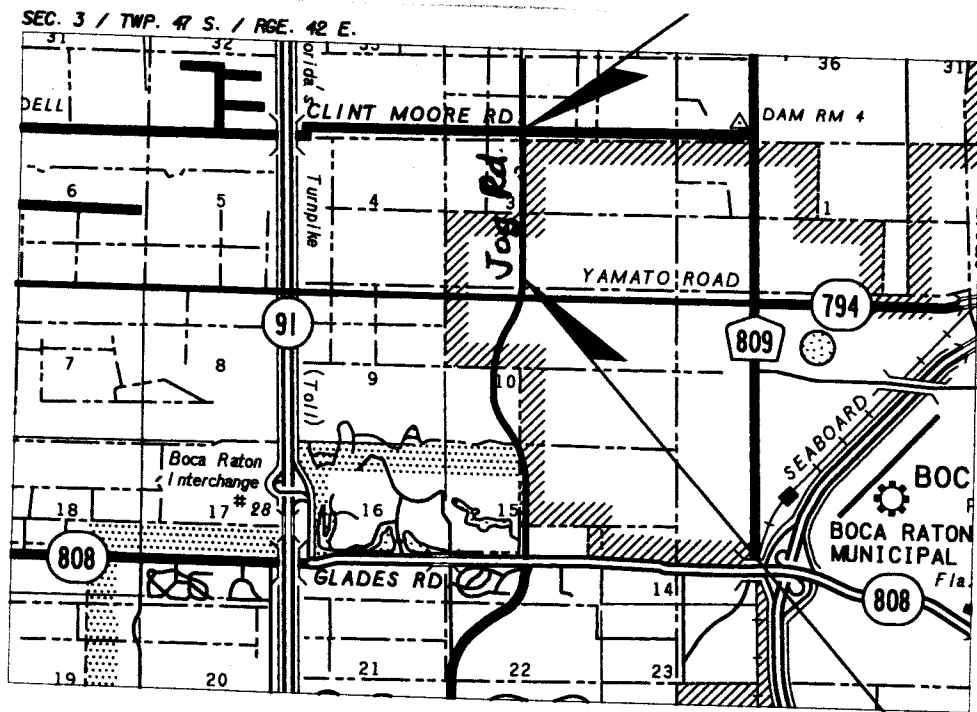 SEC. 3 / TWP. 47 S. / RGE. 42 E.
31 32 33 36 31
Florida's
DELL
CLINT MOORE RD
DAM RM 4
Jog Rd
6 5 Turnpike 4 3 1
YAMATO ROAD
794
91
809
7 8 9 10
(Toll)
SEABOARD
Boca Raton
Interchange
# 28
BOC
18 17 16 15
BOCA RATON
MUNICIPAL
Fla.
808
GLADES RD
14
808
19 20 21 22 23